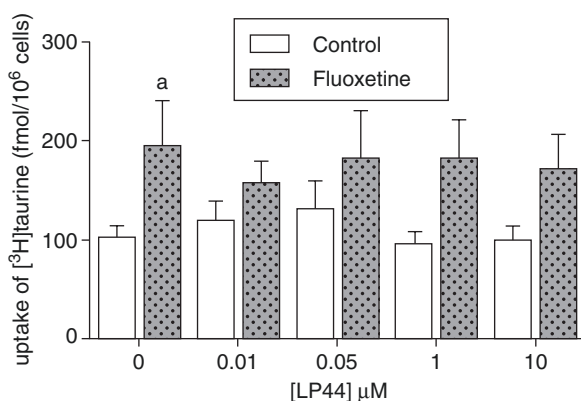 uptake of [³H]taurine (fmol/10⁶ cells)
300
200
100
0
Control
Fluoxetine
a
0 0.01 0.05 1 10
[LP44] μM